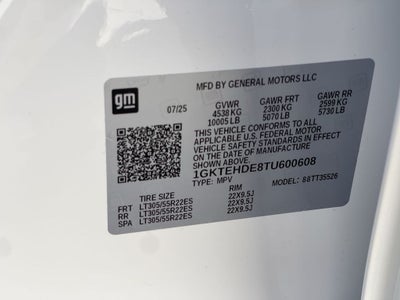 MFD BY GENERAL MOTORS LLC
gm
07/25 GVWR GAWR FRT GAWR RR
4538 KG 2300 KG 2599 KG
10005 LB 5070 LB 5730 LB
THIS VEHICLE CONFORMS TO ALL
APPLICABLE U.S. FEDERAL MOTOR
VEHICLE SAFETY STANDARDS IN EFFECT
ON THE DATE OF MANUFACTURE
SHOWN ABOVE.
1GKTEHDE8TU600608
TYPE: MPV MODEL:
TIRE SIZE RIM
FRT LT305/55R22ES 22X9.5J
RR LT305/55R22ES 22X9.5J
SPA LT305/55R22ES 22X9.5J